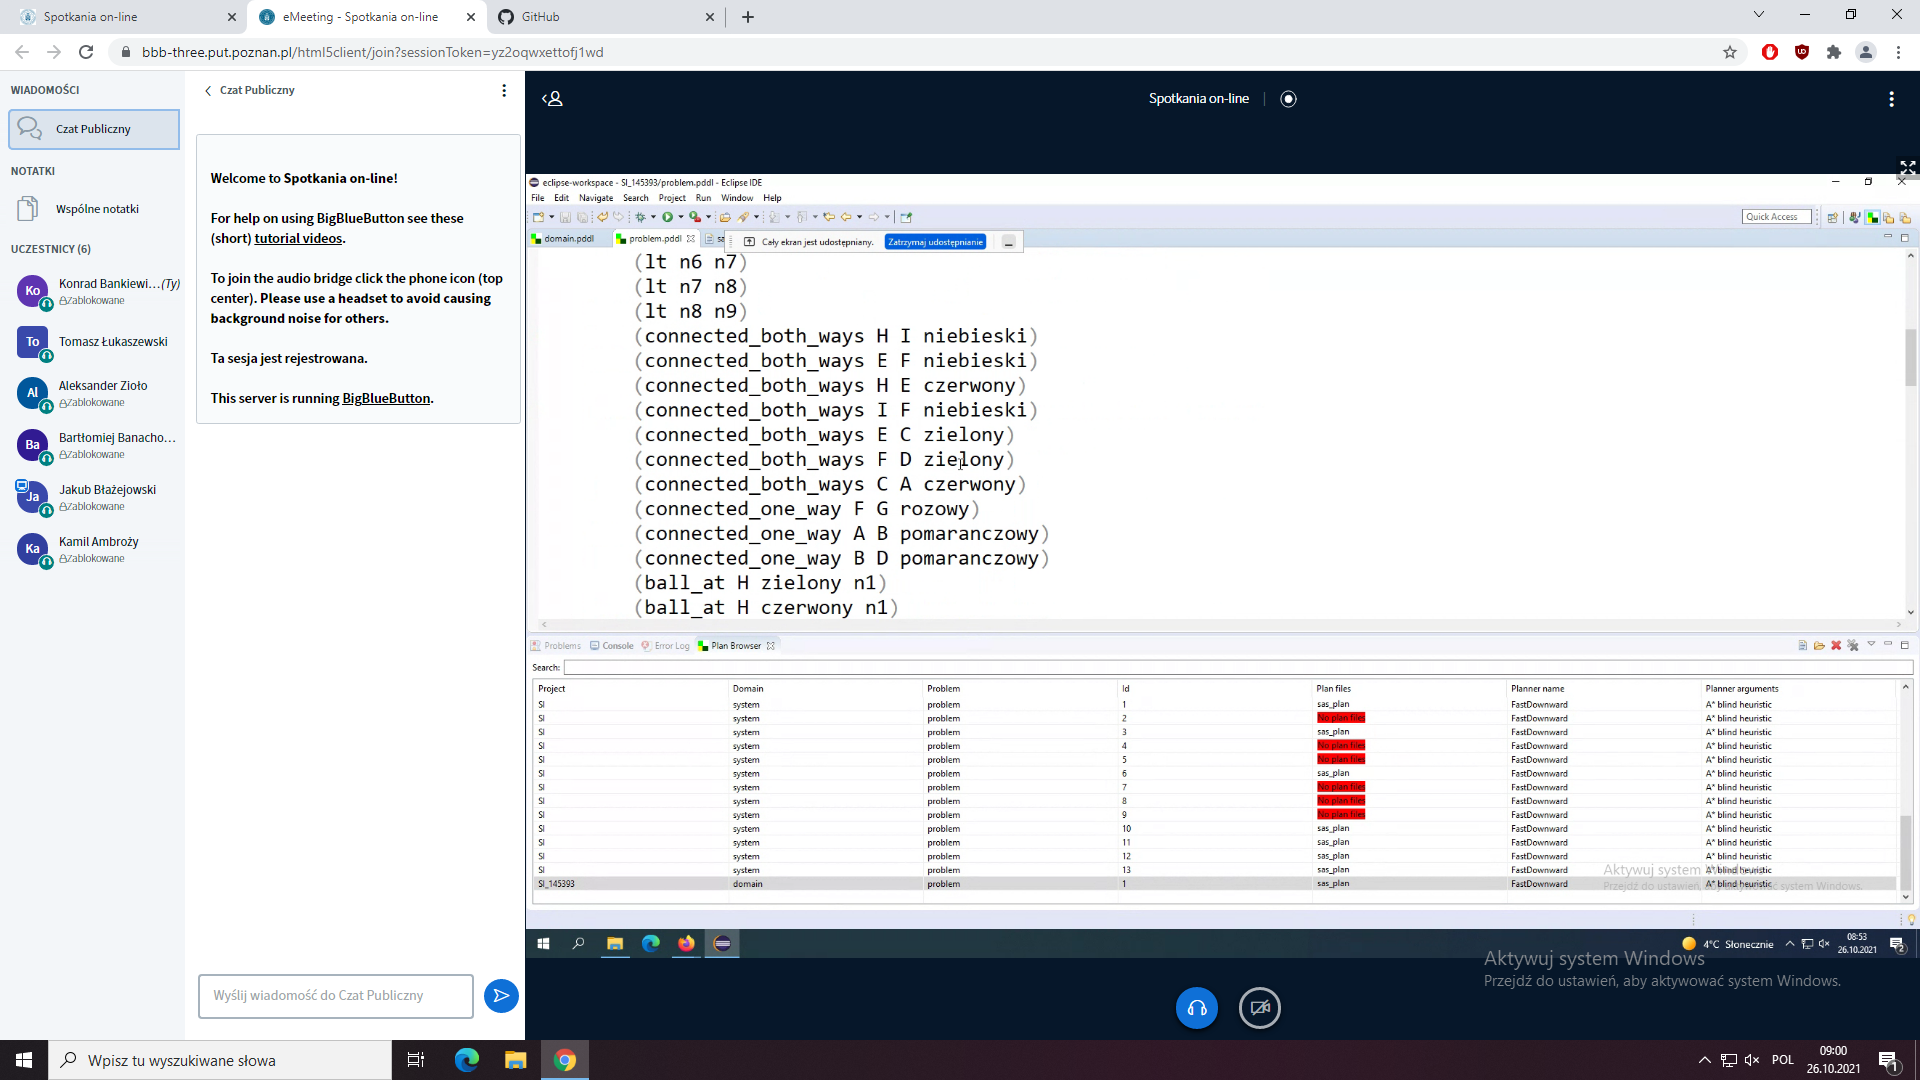 Spotkania on-line
eMeeting - Spotkania on-line
GitHub
bbb-three.put.poznan.pl/html5client/join?sessionToken=yz2oqwxettofj1wd
WIADOMOŚCI
Czat Publiczny
NOTATKI
Wspólne notatki
UCZESTNICY (6)
Ko
Konrad Bankiewi...(Ty)
Zablokowane
To
Tomasz Łukaszewski
Al
Aleksander Zioło
Zablokowane
Ba
Bartłomiej Banacho...
Zablokowane
Ja
Jakub Błażejowski
Zablokowane
Ka
Kamil Ambroży
Zablokowane
Czat Publiczny
Welcome to Spotkania on-line!
For help on using BigBlueButton see these
(short) tutorial videos.
To join the audio bridge click the phone icon (top
center). Please use a headset to avoid causing
background noise for others.
Ta sesja jest rejestrowana.
This server is running BigBlueButton.
Wyślij wiadomość do Czat Publiczny
Spotkania on-line
eclipse-workspace - SI_145393/problem.pddl - Eclipse IDE
File Edit Navigate Search Project Run Window Help
Quick Access
domain.pddl
problem.pddl
sa
Cały ekran jest udostępniany.
Zatrzymaj udostępnianie
(lt n6 n7)
(lt n7 n8)
(lt n8 n9)
(connected_both_ways H I niebieski)
(connected_both_ways E F niebieski)
(connected_both_ways H E czerwony)
(connected_both_ways I F niebieski)
(connected_both_ways E C zielony)
(connected_both_ways F D zielony)
(connected_both_ways C A czerwony)
(connected_one_way F G rozowy)
(connected_one_way A B pomaranczowy)
(connected_one_way B D pomaranczowy)
(ball_at H zielony n1)
(ball_at H czerwony n1)
Problems Console Error Log Plan Browser
Search:
Project Domain Problem Id Plan files Planner name Planner arguments
SI system problem 1 sas_plan FastDownward A* blind heuristic
SI system problem 2 No plan files FastDownward A* blind heuristic
SI system problem 3 sas_plan FastDownward A* blind heuristic
SI system problem 4 No plan files FastDownward A* blind heuristic
SI system problem 5 No plan files FastDownward A* blind heuristic
SI system problem 6 sas_plan FastDownward A* blind heuristic
SI system problem 7 No plan files FastDownward A* blind heuristic
SI system problem 8 No plan files FastDownward A* blind heuristic
SI system problem 9 No plan files FastDownward A* blind heuristic
SI system problem 10 sas_plan FastDownward A* blind heuristic
SI system problem 11 sas_plan FastDownward A* blind heuristic
SI system problem 12 sas_plan FastDownward A* blind heuristic
SI system problem 13 sas_plan FastDownward A* blind heuristic
SI_145393 domain problem 1 sas_plan FastDownward A* blind heuristic
4°C Słonecznie
08:53
26.10.2021
2
Aktywuj system Windows
Przejdź do ustawień, aby aktywować system Windows.
Wpisz tu wyszukiwane słowa
POL
09:00
26.10.2021
1